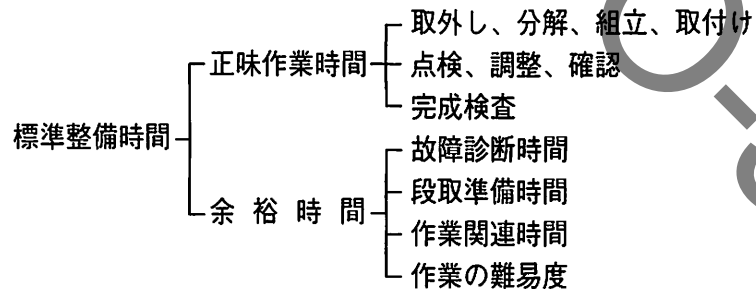 標準整備時間
正味作業時間
取外し、分解、組立、取付け
点検、調整、確認
完成検査
余裕時間
故障診断時間
段取準備時間
作業関連時間
作業の難易度